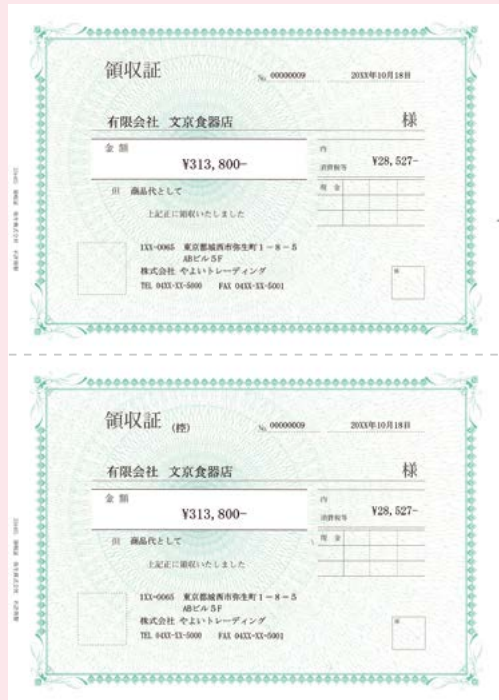 領収証
№ 00000009 20XX年10月18日
有限会社 文京食器店 様
金 額 ¥313,800−
内 消費税等 ¥28,527−
現 金
但 商品代として
上記正に領収いたしました
1XX-0065 東京都城西市弥生町1−8−5
ABビル5F
株式会社 やよいトレーディング
TEL 04XX-XX-5000 FAX 04XX-XX-5001
領収証 (控)
№ 00000009 20XX年10月18日
有限会社 文京食器店 様
金 額 ¥313,800−
内 消費税等 ¥28,527−
現 金
但 商品代として
上記正に領収いたしました
1XX-0065 東京都城西市弥生町1−8−5
ABビル5F
株式会社 やよいトレーディング
TEL 04XX-XX-5000 FAX 04XX-XX-5001